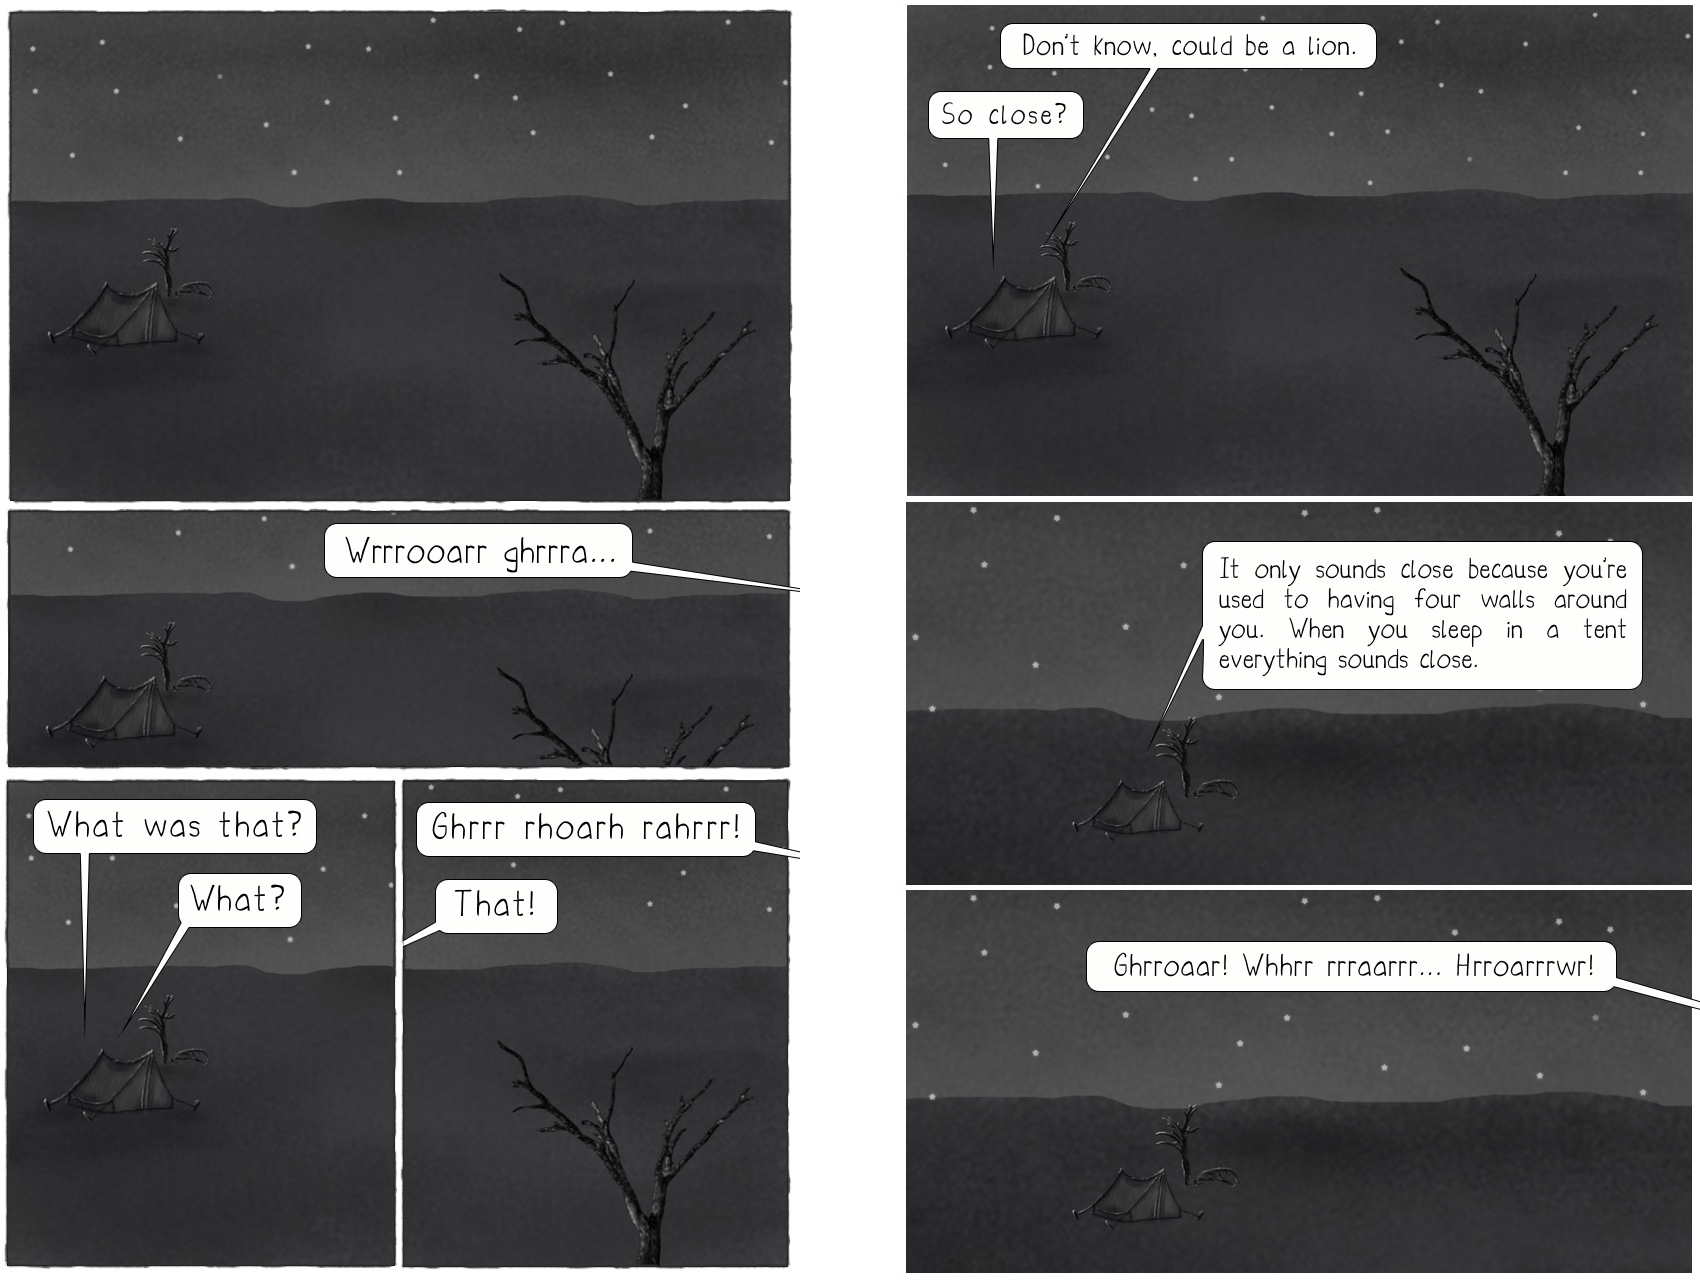 Wrrrooarr ghrrra...
What was that?
What?
Ghrrr rhoarh rahrrr!
That!
Don't know, could be a lion.
So close?
It only sounds close because you're
used to having four walls around
you. When you sleep in a tent
everything sounds close.
Ghrroaar! Whhrr rrraarrr... Hrroarrrwr!